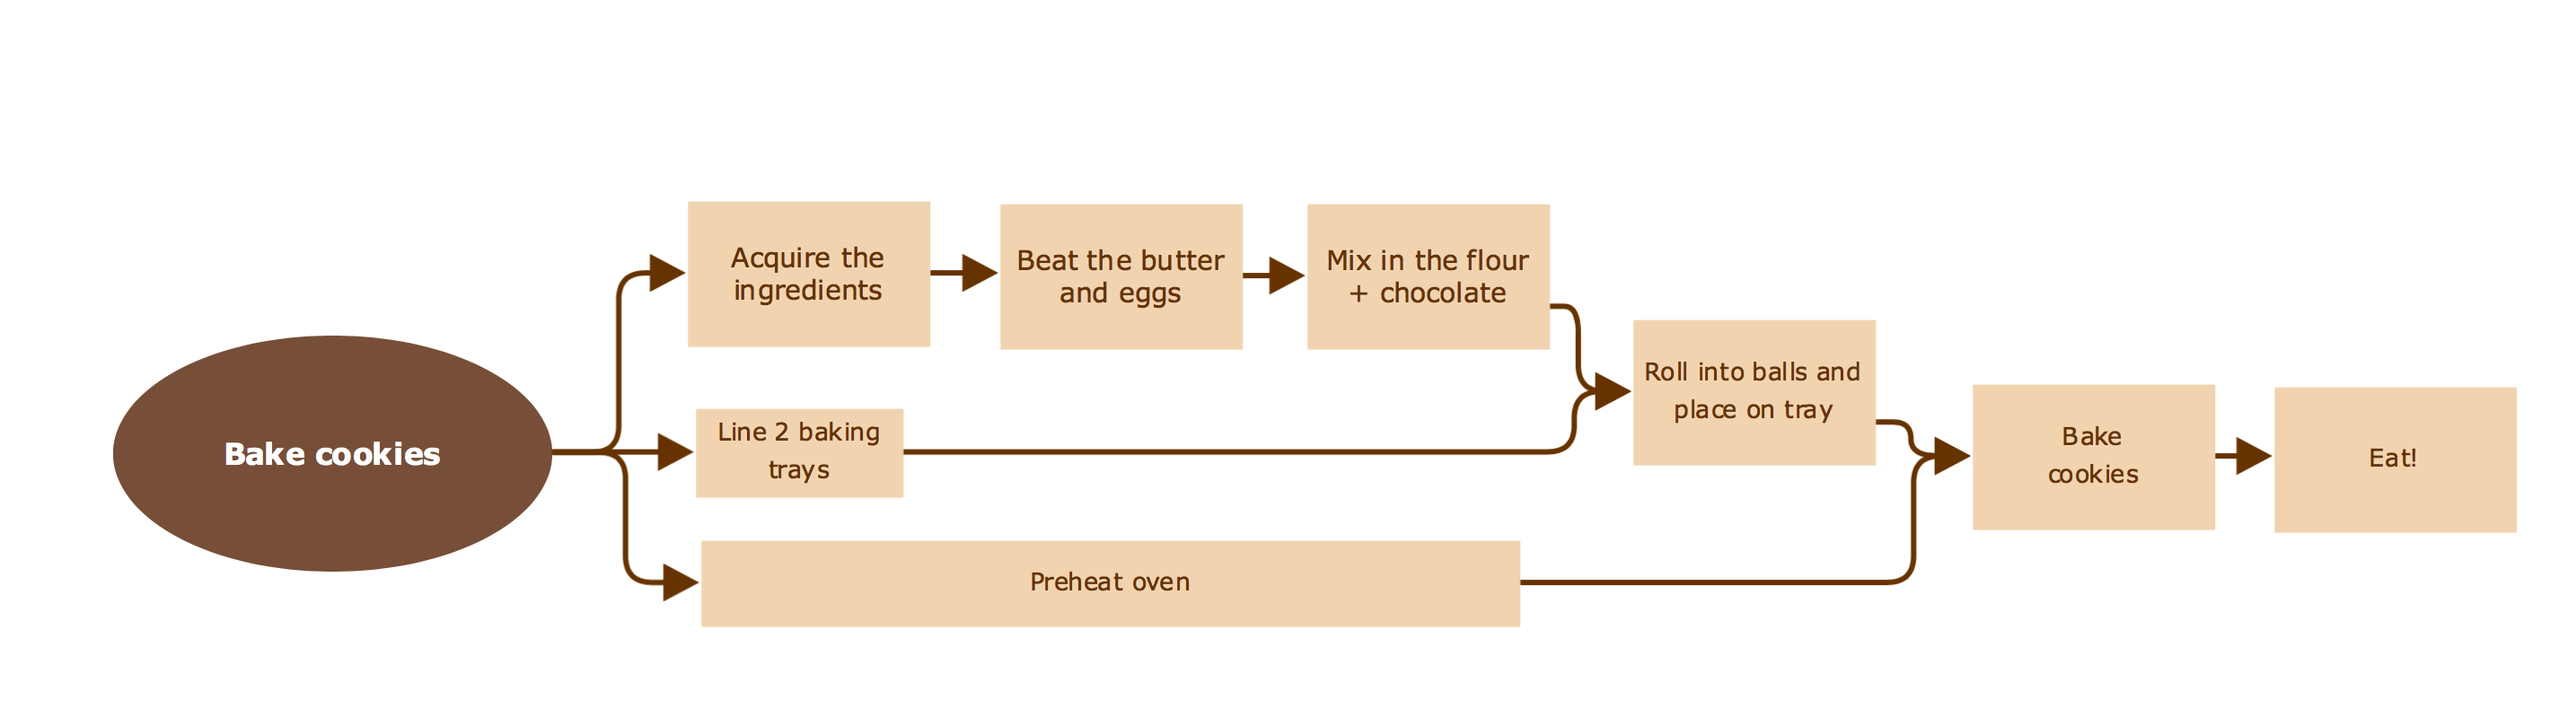 Bake cookies
Acquire the
ingredients
Beat the butter
and eggs
Mix in the flour
+ chocolate
Line 2 baking
trays
Preheat oven
Roll into balls and
place on tray
Bake
cookies
Eat!